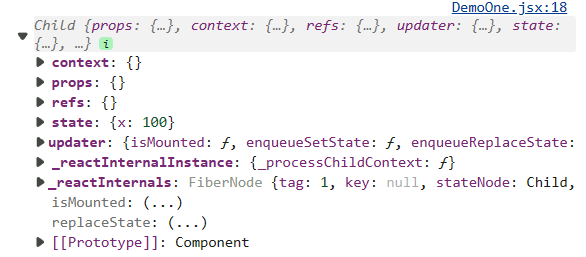 DemoOne.jsx:18
Child {props: {…}, context: {…}, refs: {…}, updater: {…}, state:
{…}, …} i
context: {}
props: {}
refs: {}
state: {x: 100}
updater: {isMounted: ƒ, enqueueSetState: ƒ, enqueueReplaceState:
_reactInternalInstance: {_processChildContext: ƒ}
_reactInternals: FiberNode {tag: 1, key: null, stateNode: Child,
isMounted: (...)
replaceState: (...)
[[Prototype]]: Component